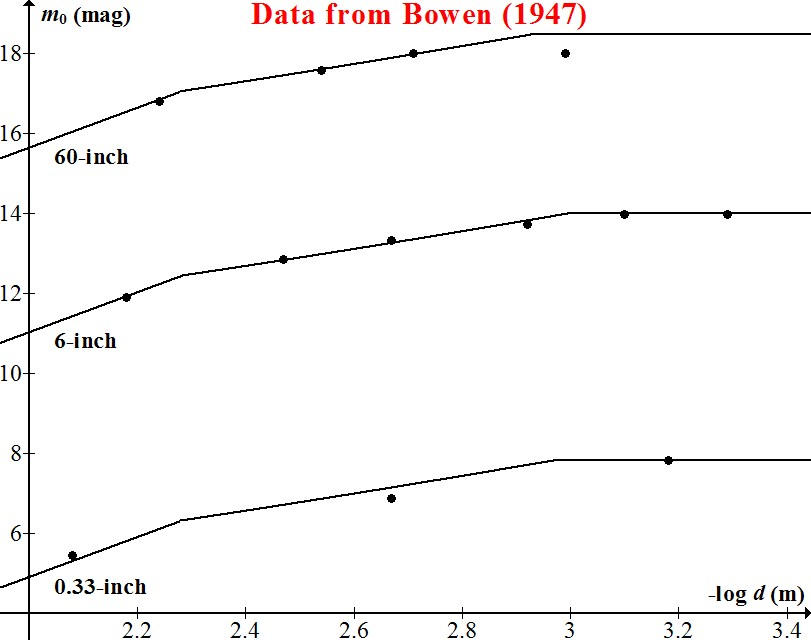 Data from Bowen (1947)
m₀ (mag)
18
60-inch
16
14
12
6-inch
10
8
6
0.33-inch
-log d (m)
2.2 2.4 2.6 2.8 3 3.2 3.4